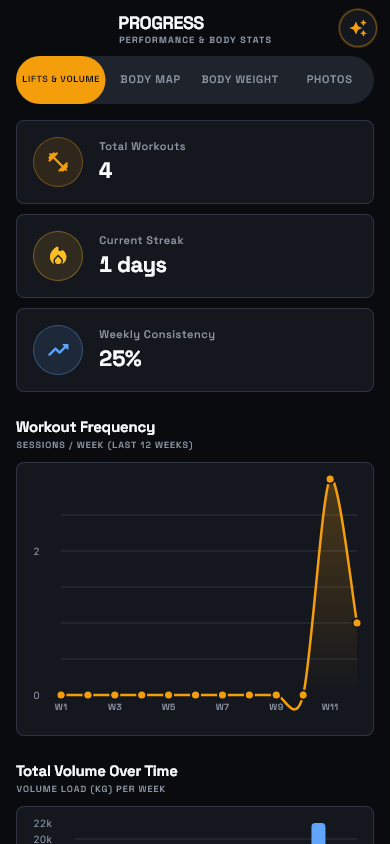 PROGRESS
PERFORMANCE & BODY STATS
LIFTS & VOLUME
BODY MAP
BODY WEIGHT
PHOTOS
Total Workouts
4
Current Streak
1 days
Weekly Consistency
25%
Workout Frequency
SESSIONS / WEEK (LAST 12 WEEKS)
2
0
W1 W3 W5 W7 W9 W11
Total Volume Over Time
VOLUME LOAD (KG) PER WEEK
22k
20k